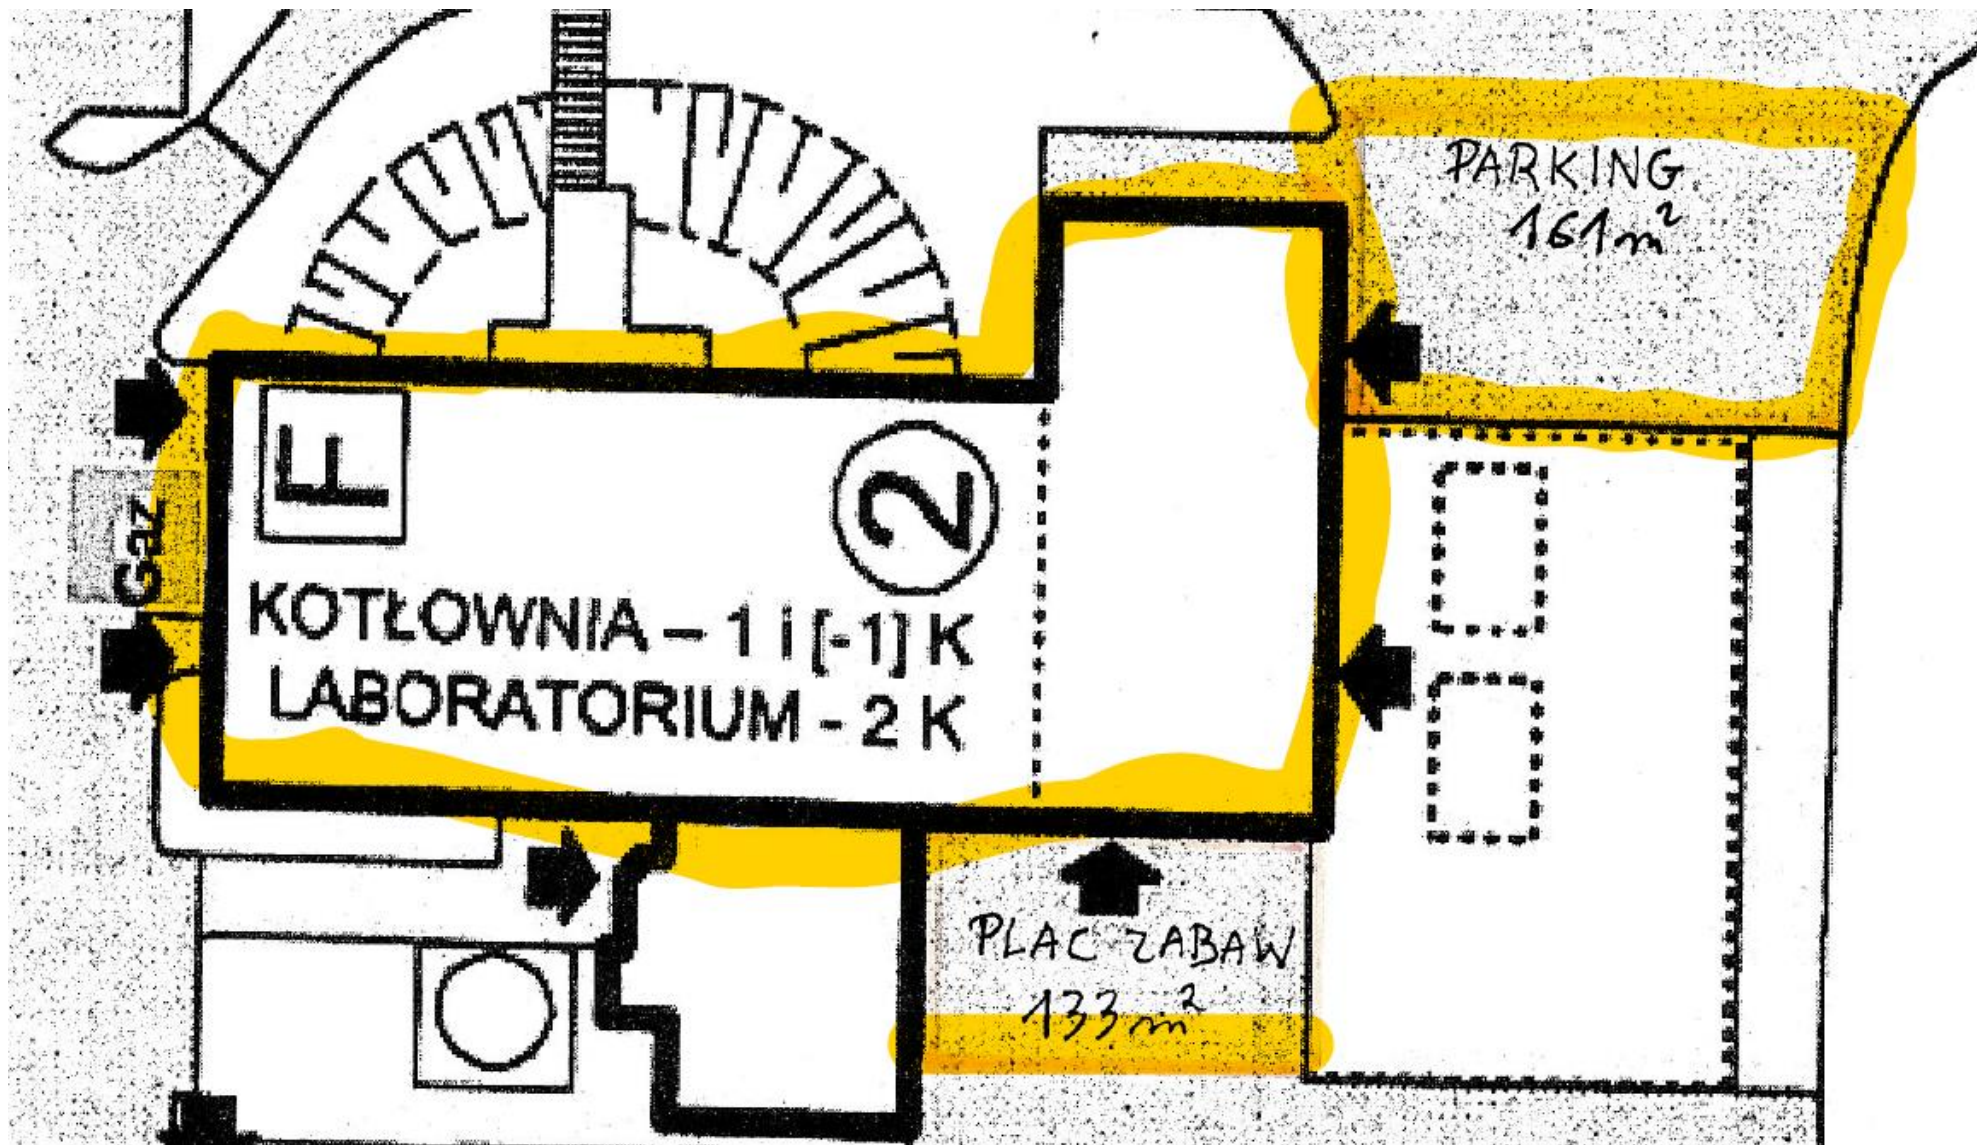 PARKING
161m²
F
2
Gaz
KOTŁOWNIA – 1 i [-1] K
LABORATORIUM - 2 K
PLAC ZABAW
133m²